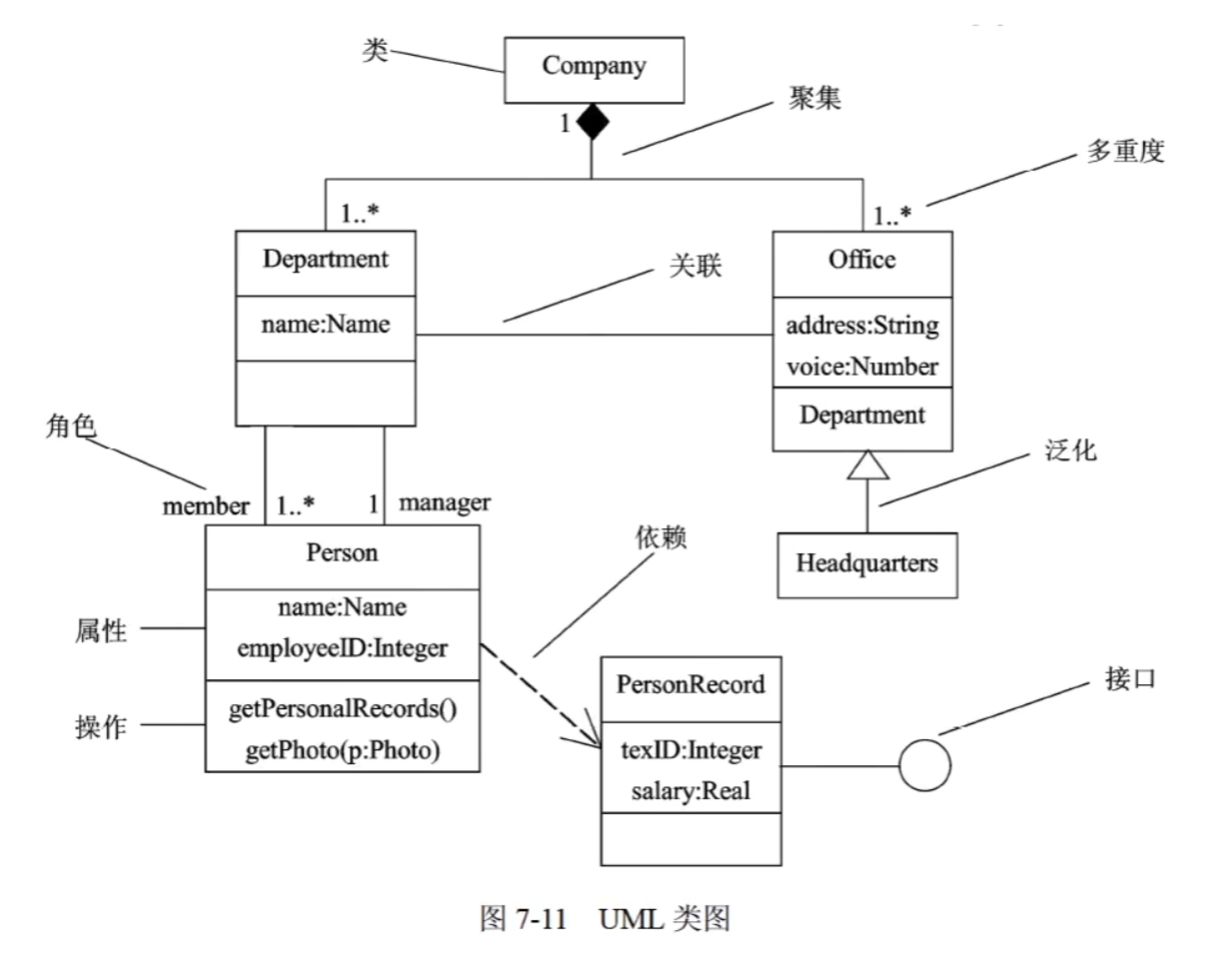 类
Company
聚集
1
多重度
1..*
1..*
Department
Office
关联
name:Name
address:String
voice:Number
Department
角色
泛化
member
1..*
1
manager
依赖
Person
Headquarters
name:Name
属性
employeeID:Integer
PersonRecord
接口
getPersonalRecords()
操作
texID:Integer
getPhoto(p:Photo)
salary:Real
图 7-11 UML 类图